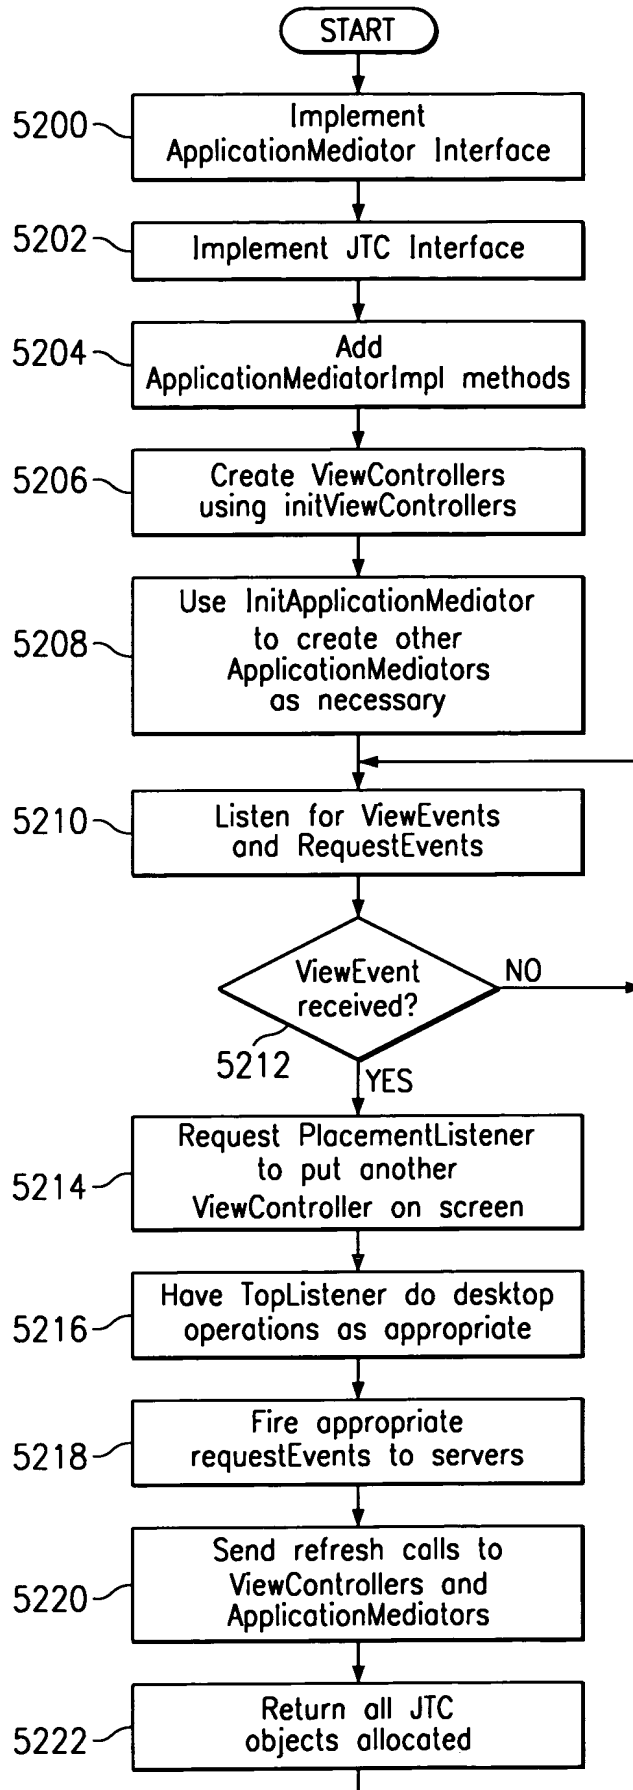 START
5200
Implement
ApplicationMediator Interface
5202
Implement JTC Interface
5204
Add
ApplicationMediatorImpl methods
5206
Create ViewControllers
using initViewControllers
5208
Use InitApplicationMediator
to create other
ApplicationMediators
as necessary
5210
Listen for ViewEvents
and RequestEvents
ViewEvent
received?
NO
5212
YES
5214
Request PlacementListener
to put another
ViewController on screen
5216
Have TopListener do desktop
operations as appropriate
5218
Fire appropriate
requestEvents to servers
5220
Send refresh calls to
ViewControllers and
ApplicationMediators
5222
Return all JTC
objects allocated